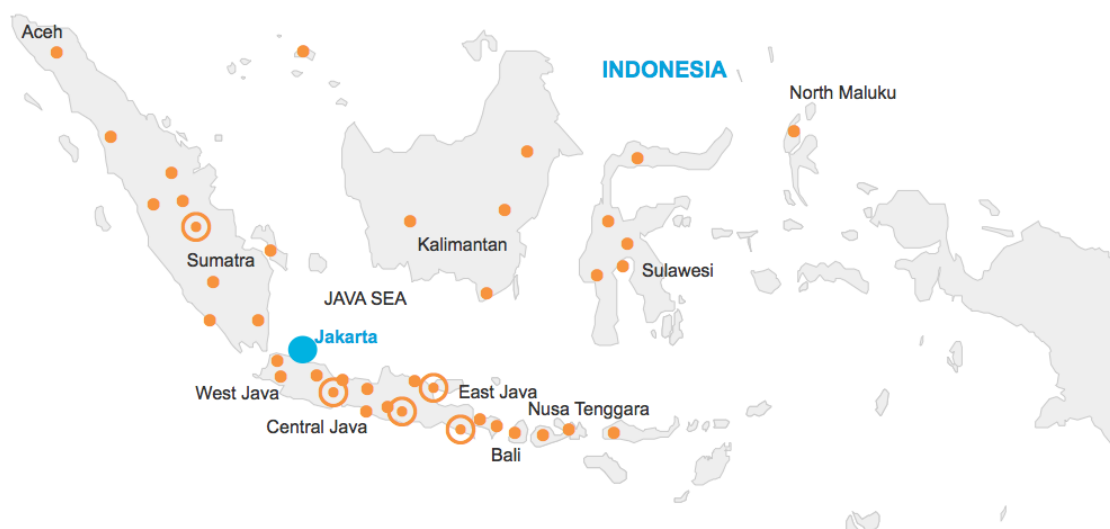 Aceh
INDONESIA
North Maluku
Kalimantan
Sumatra
Sulawesi
JAVA SEA
Jakarta
West Java
East Java
Nusa Tenggara
Central Java
Bali